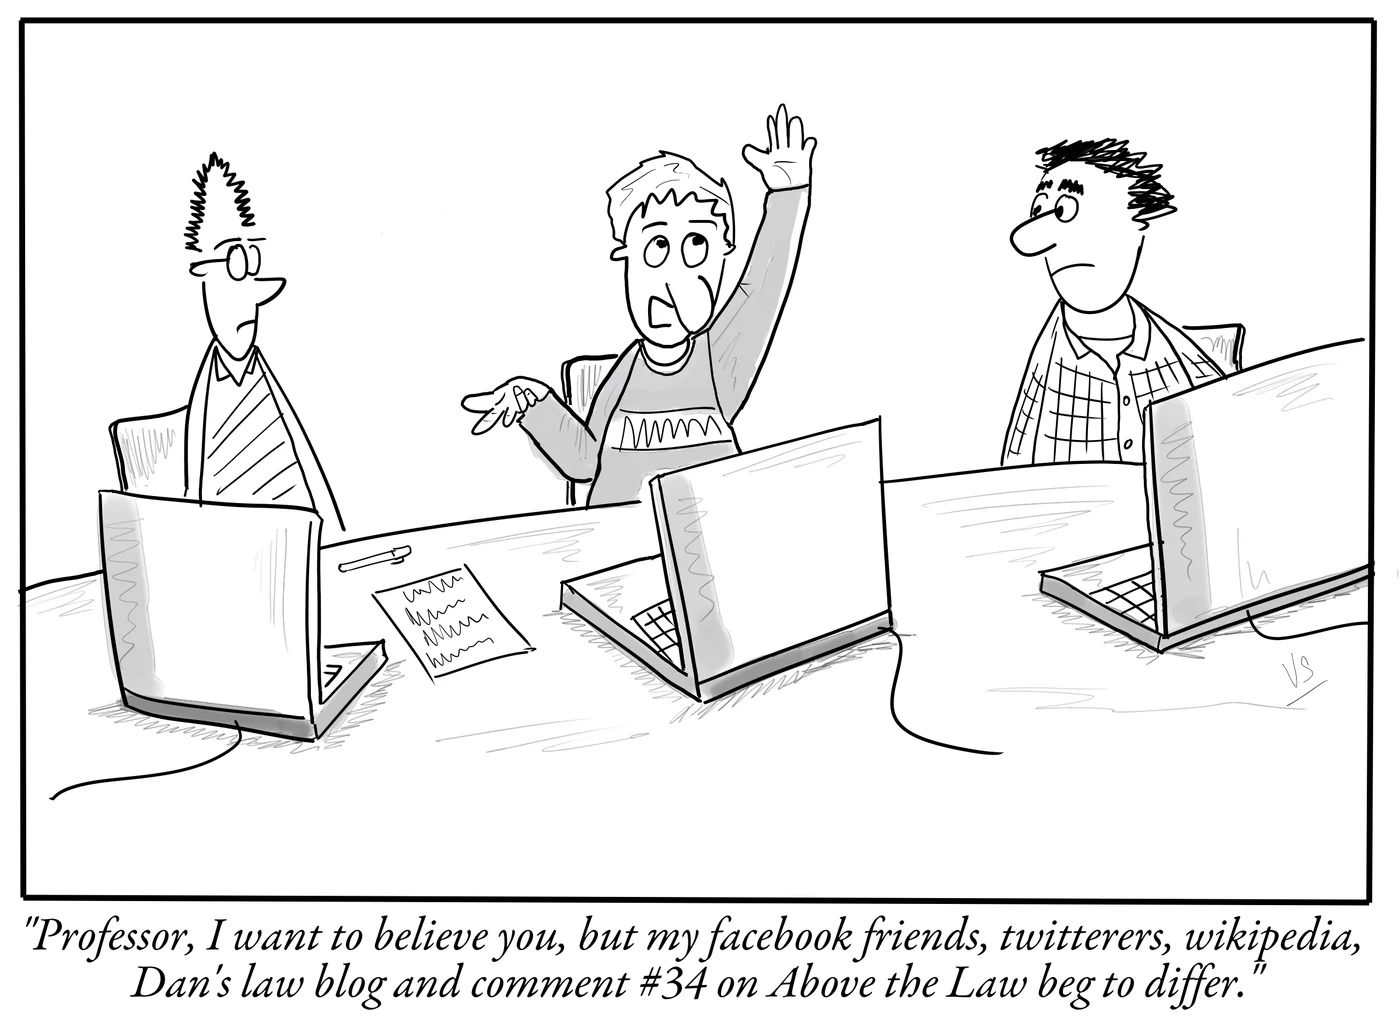 VS
"Professor, I want to believe you, but my facebook friends, twitterers, wikipedia,
Dan's law blog and comment #34 on Above the Law beg to differ."